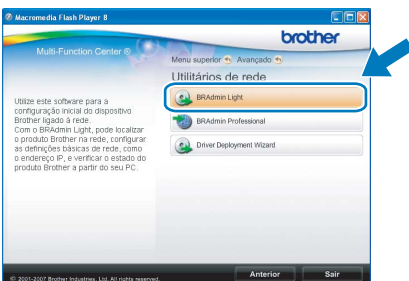 Macromedia Flash Player 8
brother
Multi-Function Center ®
Menu superior Avançado
Utilitários de rede
BRAdmin Light
BRAdmin Professional
Driver Deployment Wizard
Utilize este software para a
configuração inicial do dispositivo
Brother ligado à rede.
Com o BRAdmin Light, pode localizar
o produto Brother na rede, configurar
as definições básicas de rede, como
o endereço IP, e verificar o estado do
produto Brother a partir do seu PC.
© 2001-2007 Brother Industries, Ltd. All rights reserved.
Anterior
Sair